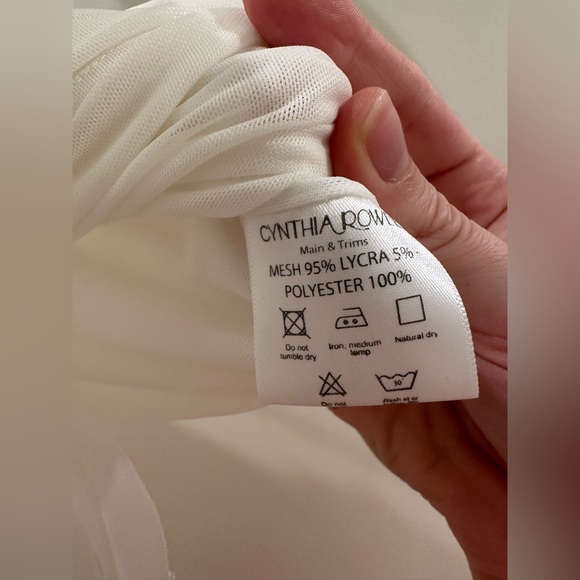 CYNTHIA
Main & Trims
MESH 95% LYCRA 5% -
POLYESTER 100%
Do not
tumble dry
Iron, medium
temp
Natural dry
Do not
30